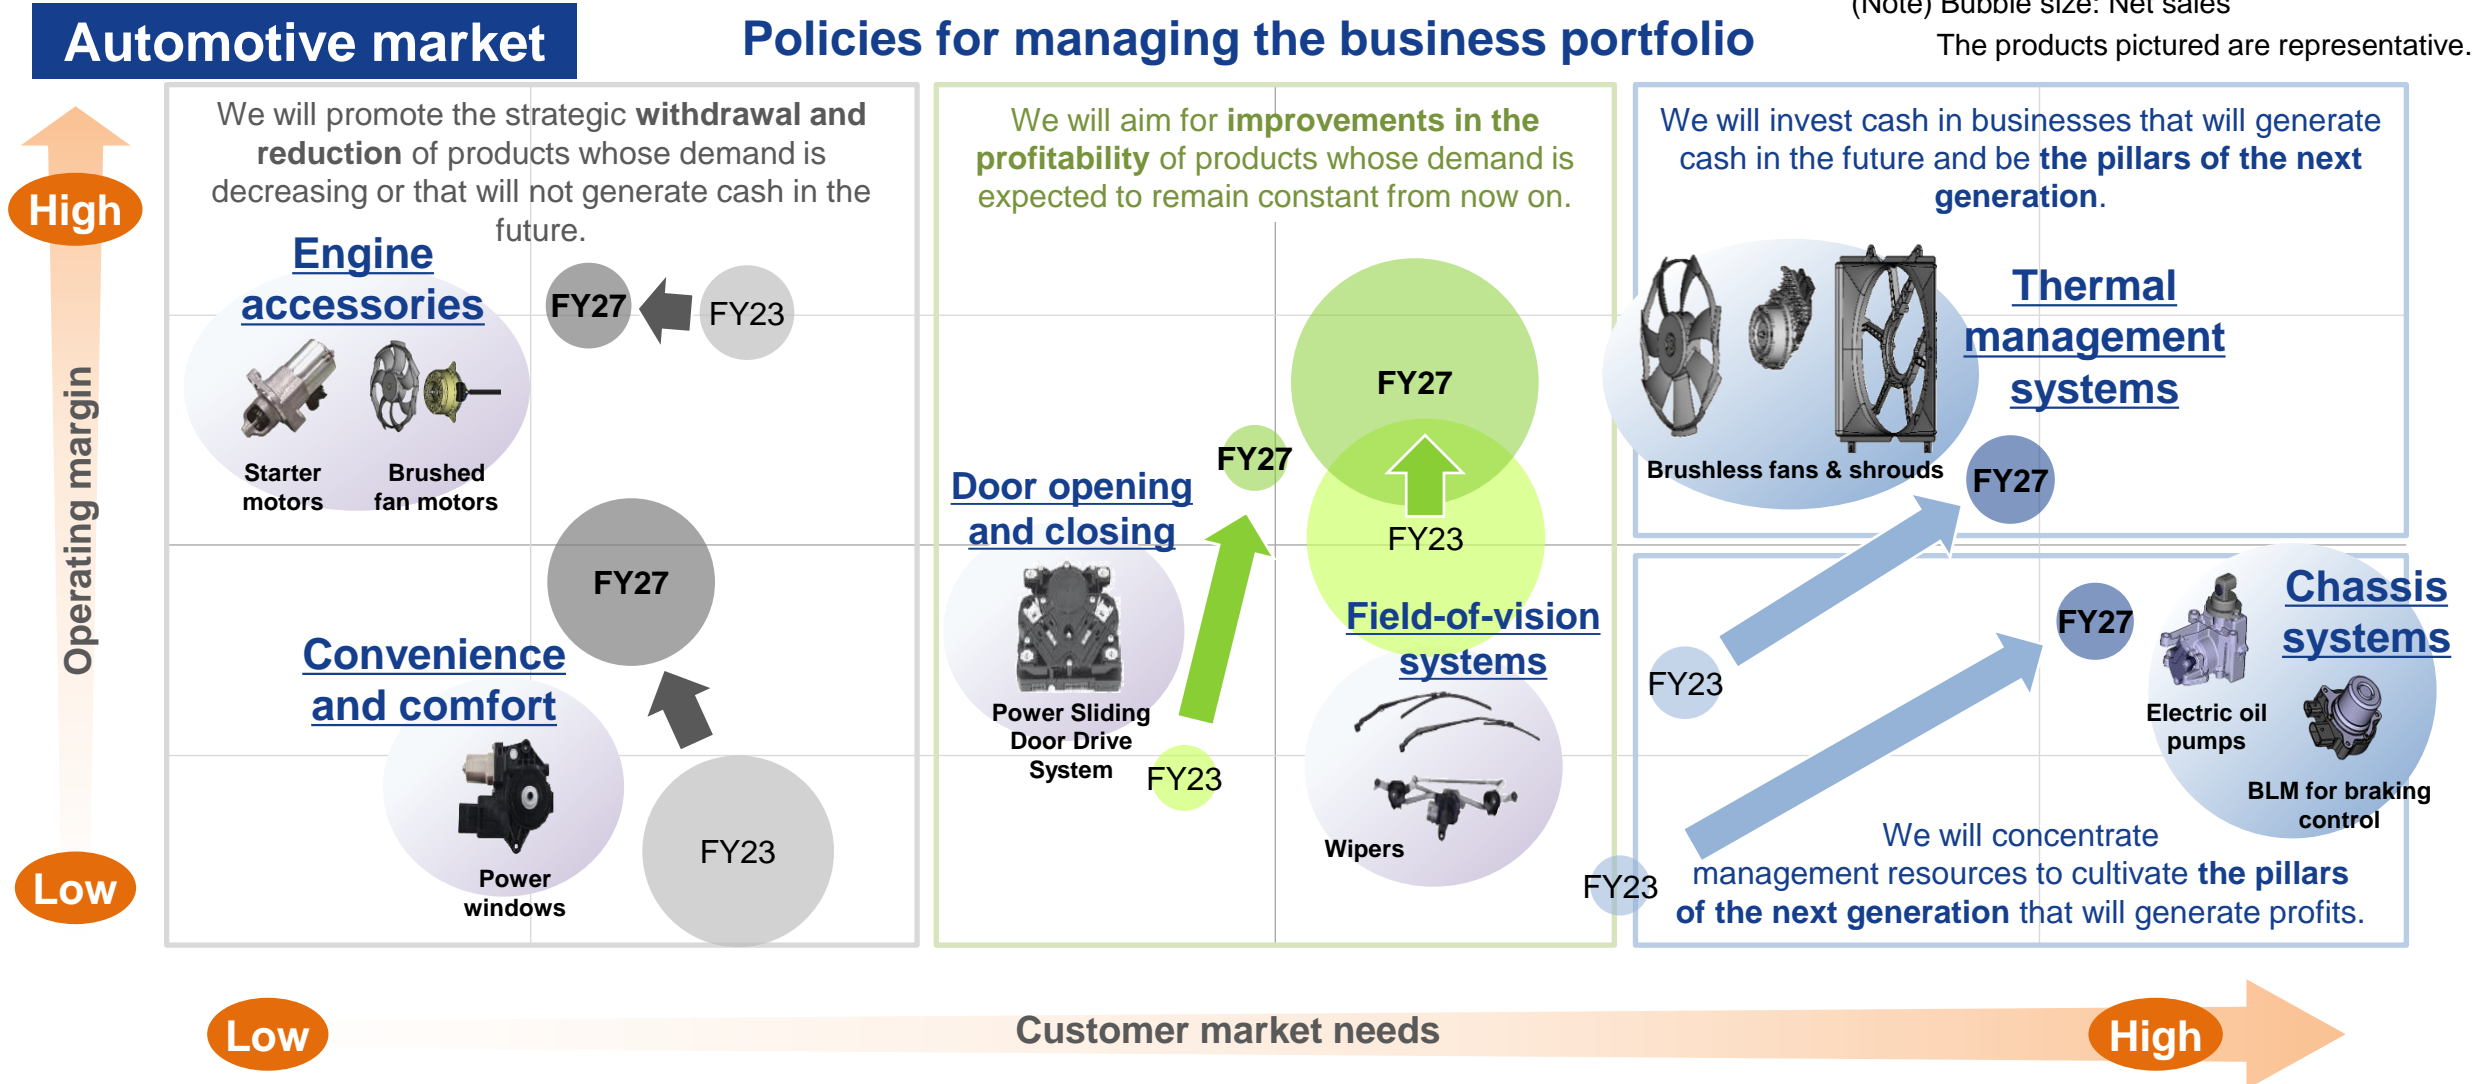 Automotive market
Policies for managing the business portfolio
(Note) Bubble size: Net sales
The products pictured are representative.
We will promote the strategic withdrawal and
reduction of products whose demand is
decreasing or that will not generate cash in the
future.
We will aim for improvements in the
profitability of products whose demand is
expected to remain constant from now on.
We will invest cash in businesses that will generate
cash in the future and be the pillars of the next
generation.
High
Operating margin
Low
Engine
accessories
Starter
motors
Brushed
fan motors
FY27
FY23
Convenience
and comfort
Power
windows
FY27
FY23
Door opening
and closing
Power Sliding
Door Drive
System
FY27
FY23
FY27
FY23
Field-of-vision
systems
Wipers
Thermal
management
systems
Brushless fans & shrouds
FY27
FY23
Chassis
systems
Electric oil
pumps
BLM for braking
control
FY27
FY23
We will concentrate
management resources to cultivate the pillars
of the next generation that will generate profits.
Low
Customer market needs
High